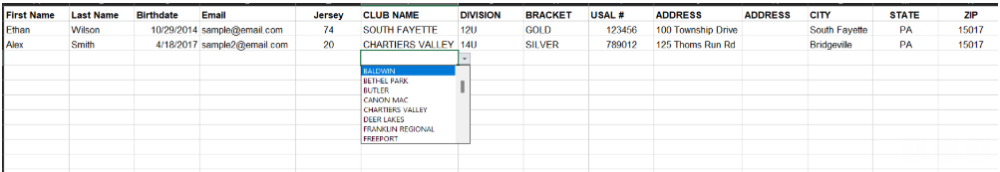 First Name Last Name Birthdate Email Jersey CLUB NAME DIVISION BRACKET USAL # ADDRESS ADDRESS CITY STATE ZIP
Ethan Wilson 10/29/2014 sample@email.com 74 SOUTH FAYETTE 12U GOLD 123456 100 Township Drive South Fayette PA 15017
Alex Smith 4/18/2017 sample2@email.com 20 CHARTIERS VALLEY 14U SILVER 789012 125 Thoms Run Rd Bridgeville PA 15017
BALDWIN
BETHEL PARK
BUTLER
CANON MAC
CHARTIERS VALLEY
DEER LAKES
FRANKLIN REGIONAL
FREEPORT